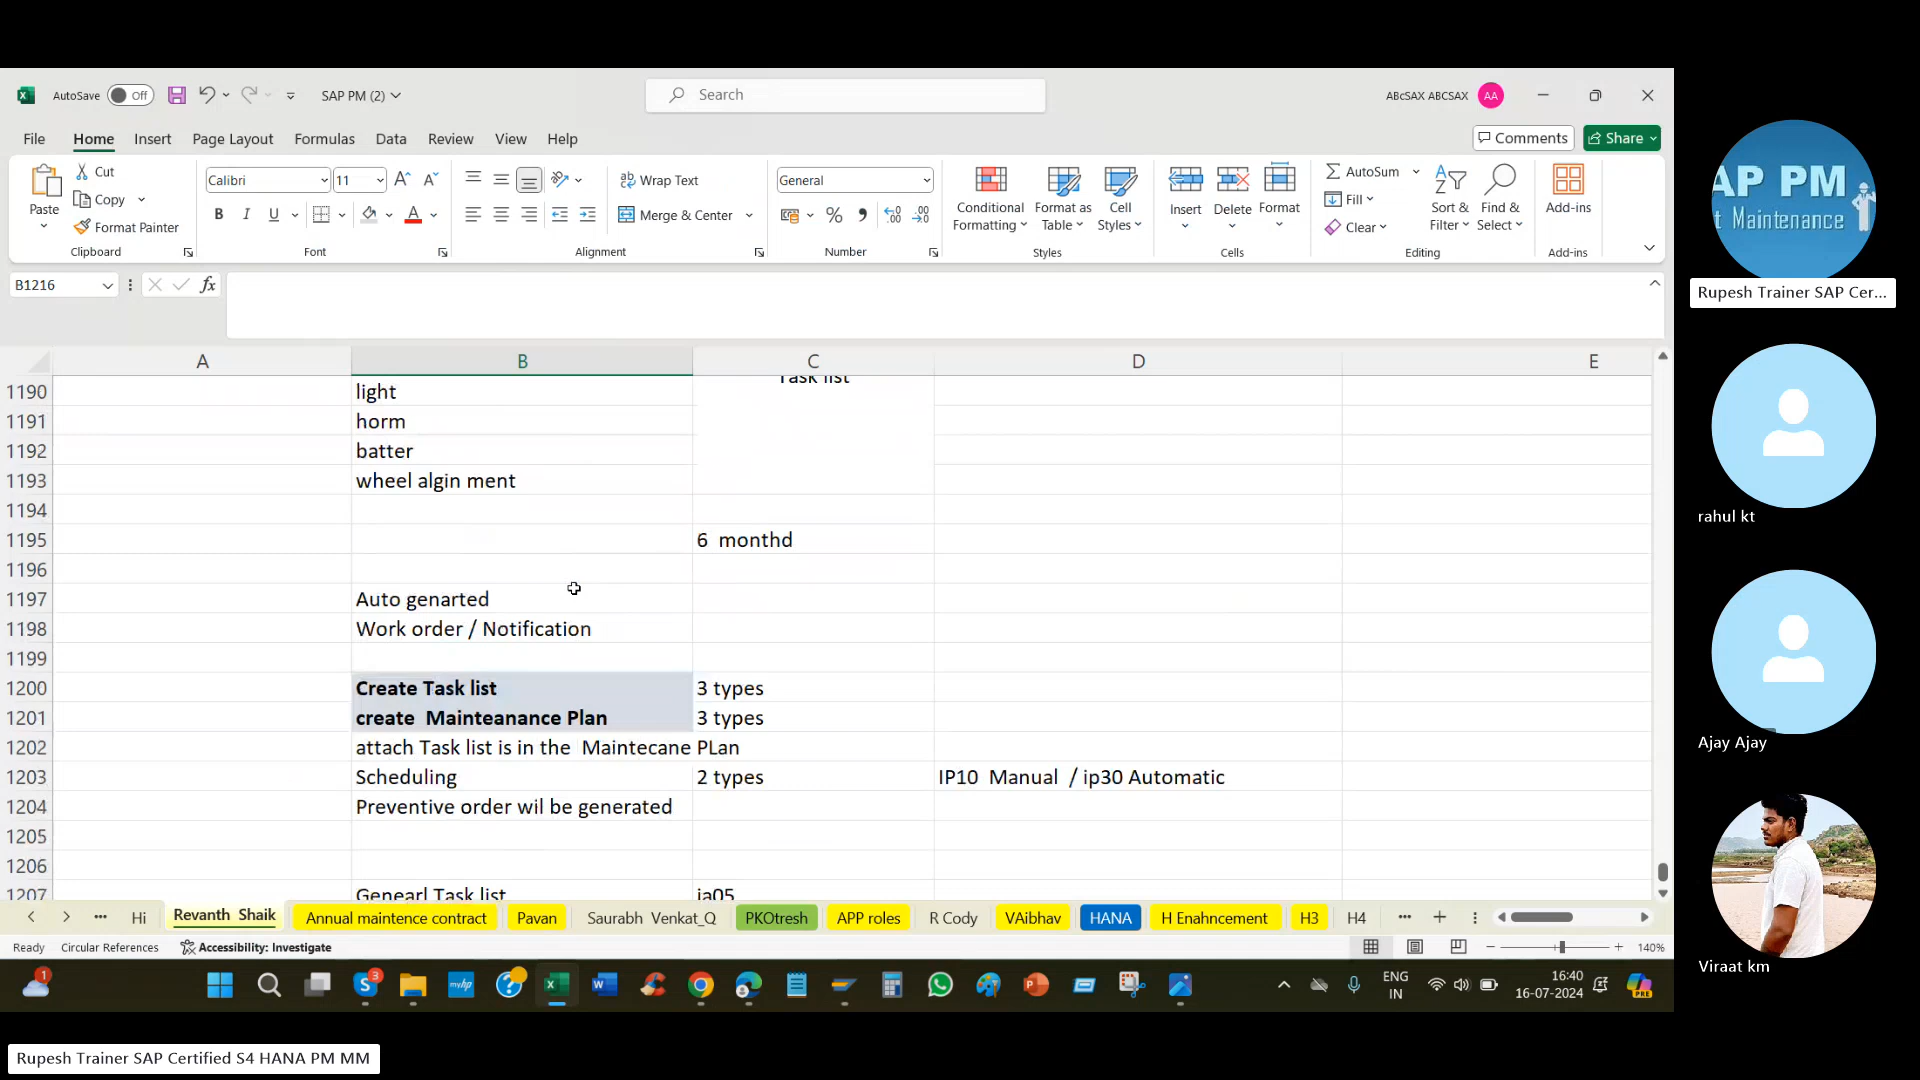 AutoSave Off SAP PM (2) Search ABcSAX ABCSAX AA
File Home Insert Page Layout Formulas Data Review View Help Comments Share
Paste Cut Copy Format Painter Clipboard
Calibri 11 B I U Font
Wrap Text Merge & Center Alignment
General % Number
Conditional Formatting Format as Table Cell Styles Styles
Insert Delete Format Cells
AutoSum Fill Clear Sort & Filter Find & Select Editing
Add-ins Add-ins
B1216 fx
A B C D E
Task list
1190 light
1191 horm
1192 batter
1193 wheel algin ment
1194
1195 6 monthd
1196
1197 Auto genarted
1198 Work order / Notification
1199
1200 Create Task list 3 types
1201 create Mainteanance Plan 3 types
1202 attach Task list is in the Maintecane PLan
1203 Scheduling 2 types IP10 Manual / ip30 Automatic
1204 Preventive order wil be generated
1205
1206
1207 Genearl Task list ia05
Hi Revanth Shaik Annual maintence contract Pavan Saurabh Venkat_Q PKOtresh APP roles R Cody VAibhav HANA H Enahncement H3 H4
Ready Circular References Accessibility: Investigate 140%
1 myhp 3 ENG IN 16:40 16-07-2024 PRE
AP PM
t Maintenance
Rupesh Trainer SAP Cer...
rahul kt
Ajay Ajay
Viraat km
Rupesh Trainer SAP Certified S4 HANA PM MM